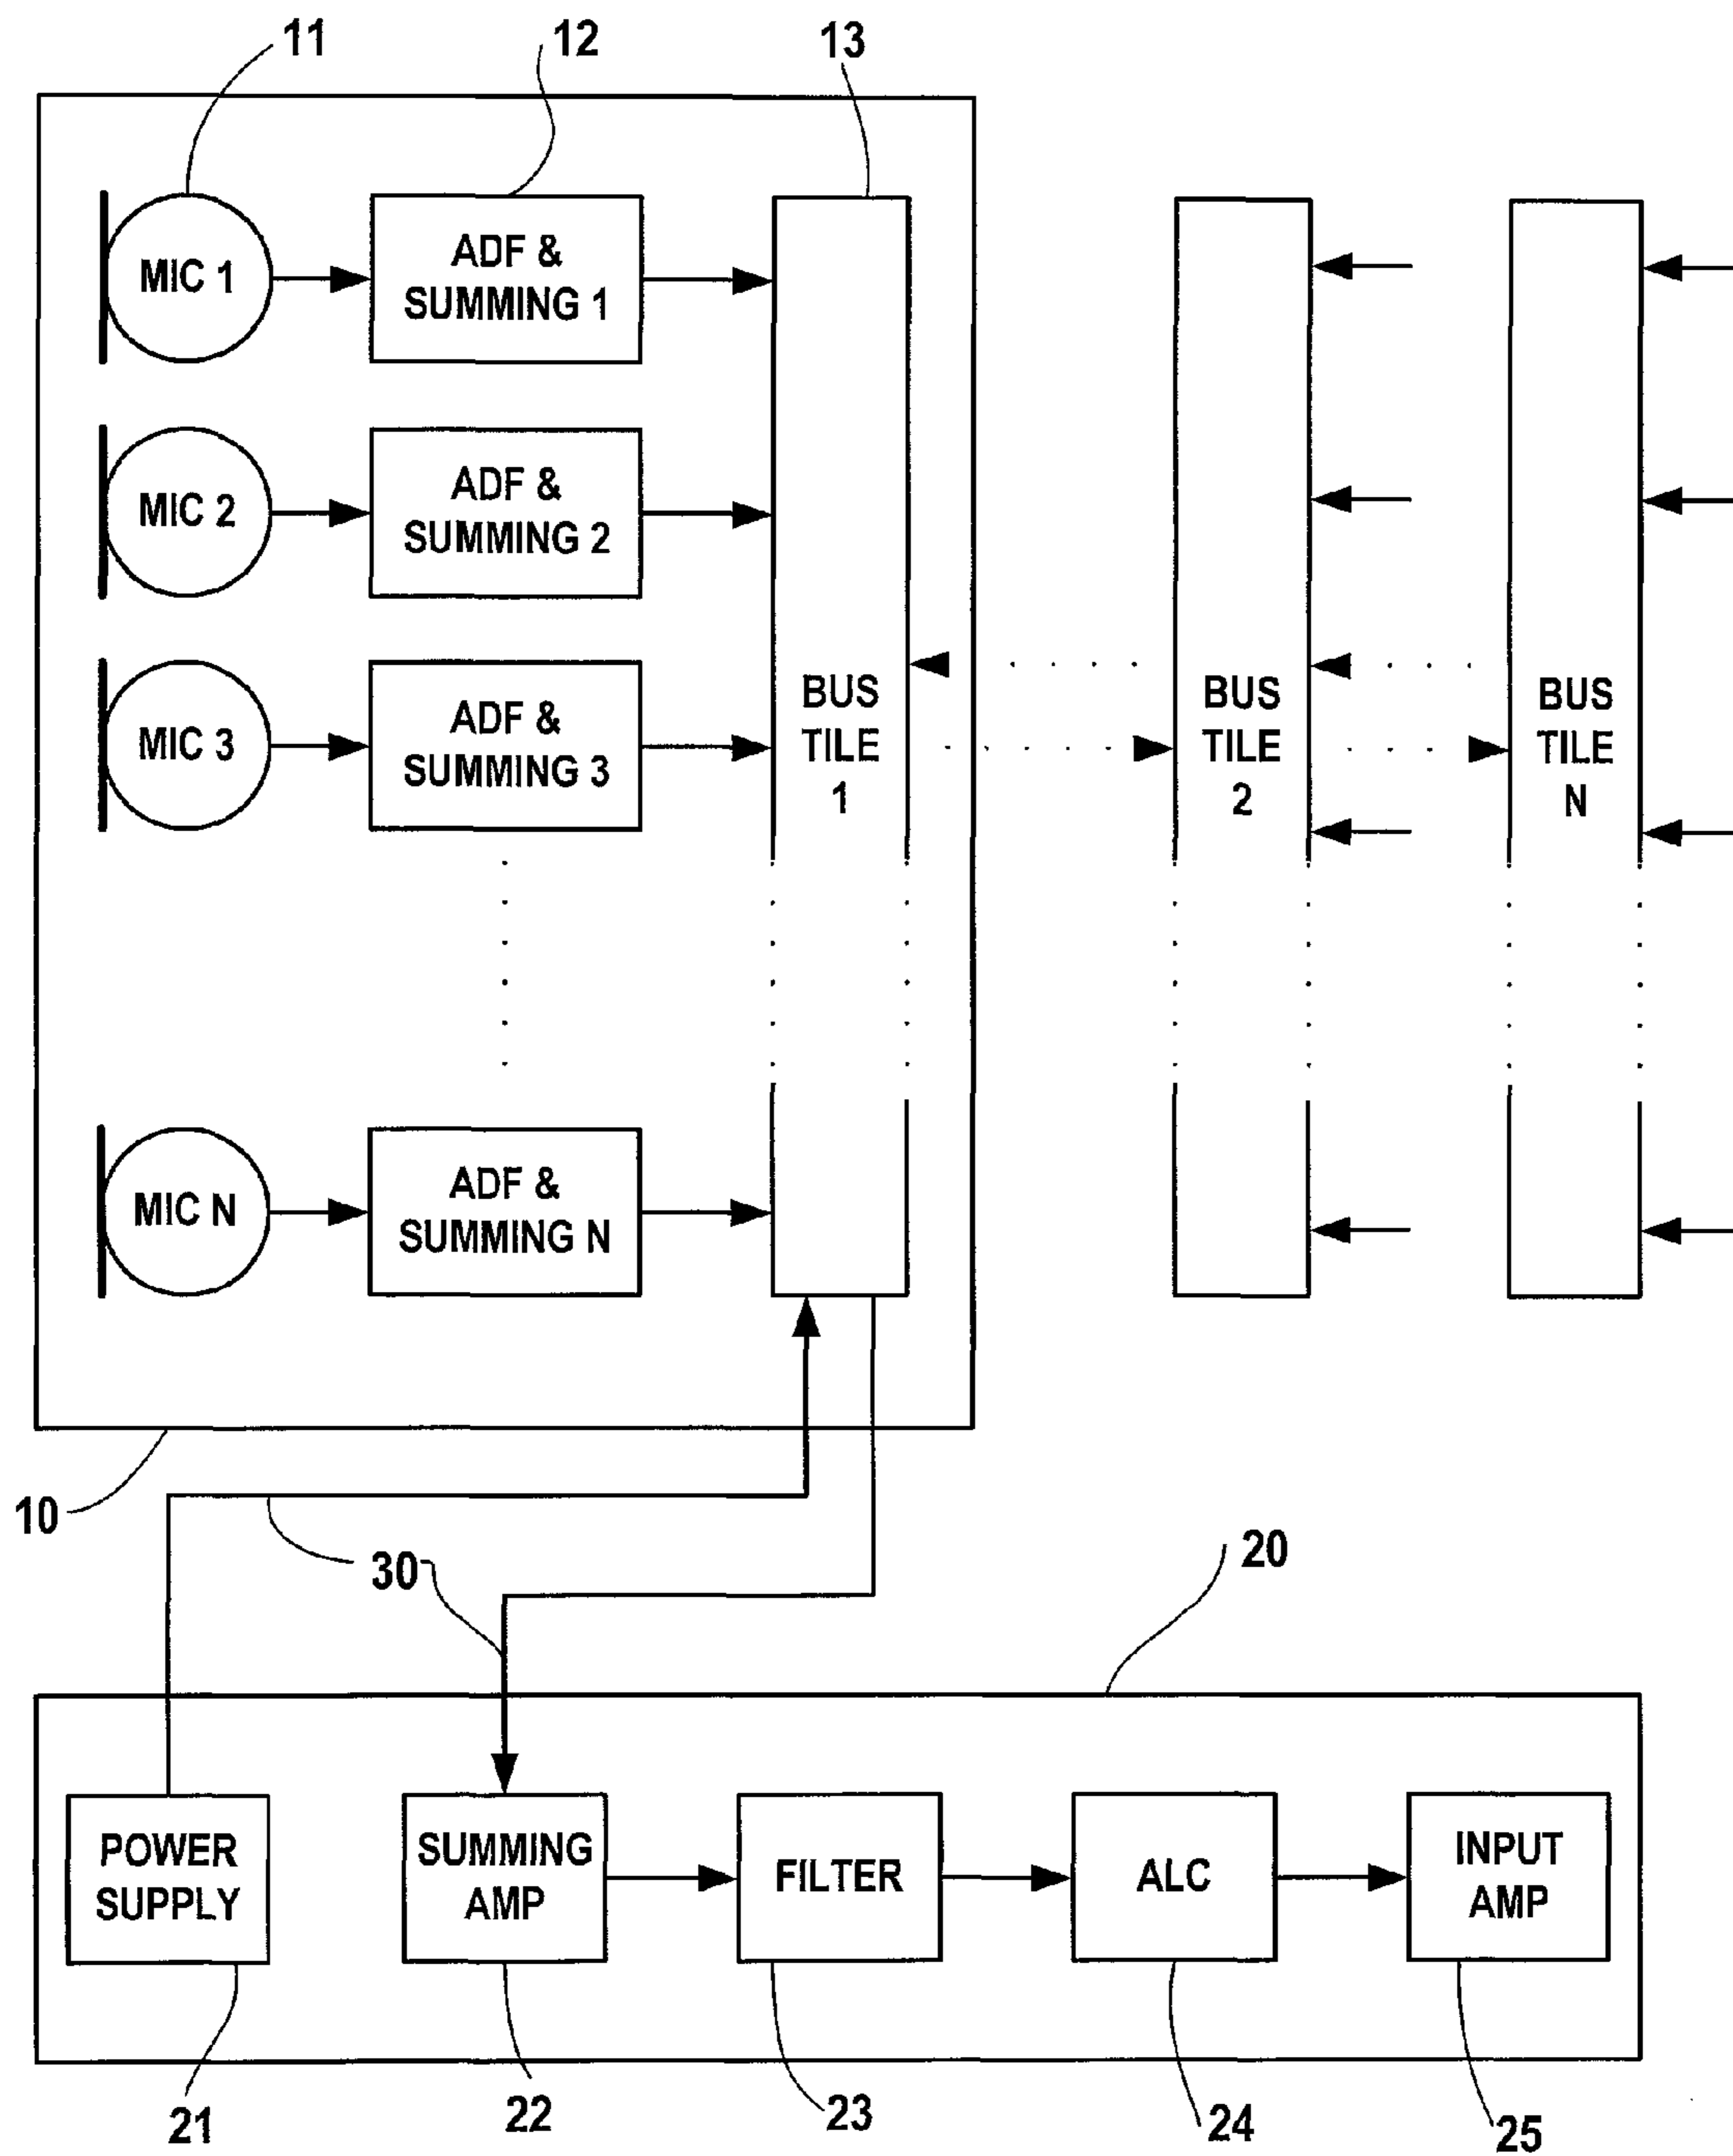 11
12
13
MIC 1
ADF &
SUMMING 1
MIC 2
ADF &
SUMMING 2
MIC 3
ADF &
SUMMING 3
BUS
TILE
1
BUS
TILE
2
BUS
TILE
N
MIC N
ADF &
SUMMING N
10
30
20
POWER
SUPPLY
SUMMING
AMP
FILTER
ALC
INPUT
AMP
21
22
23
24
25